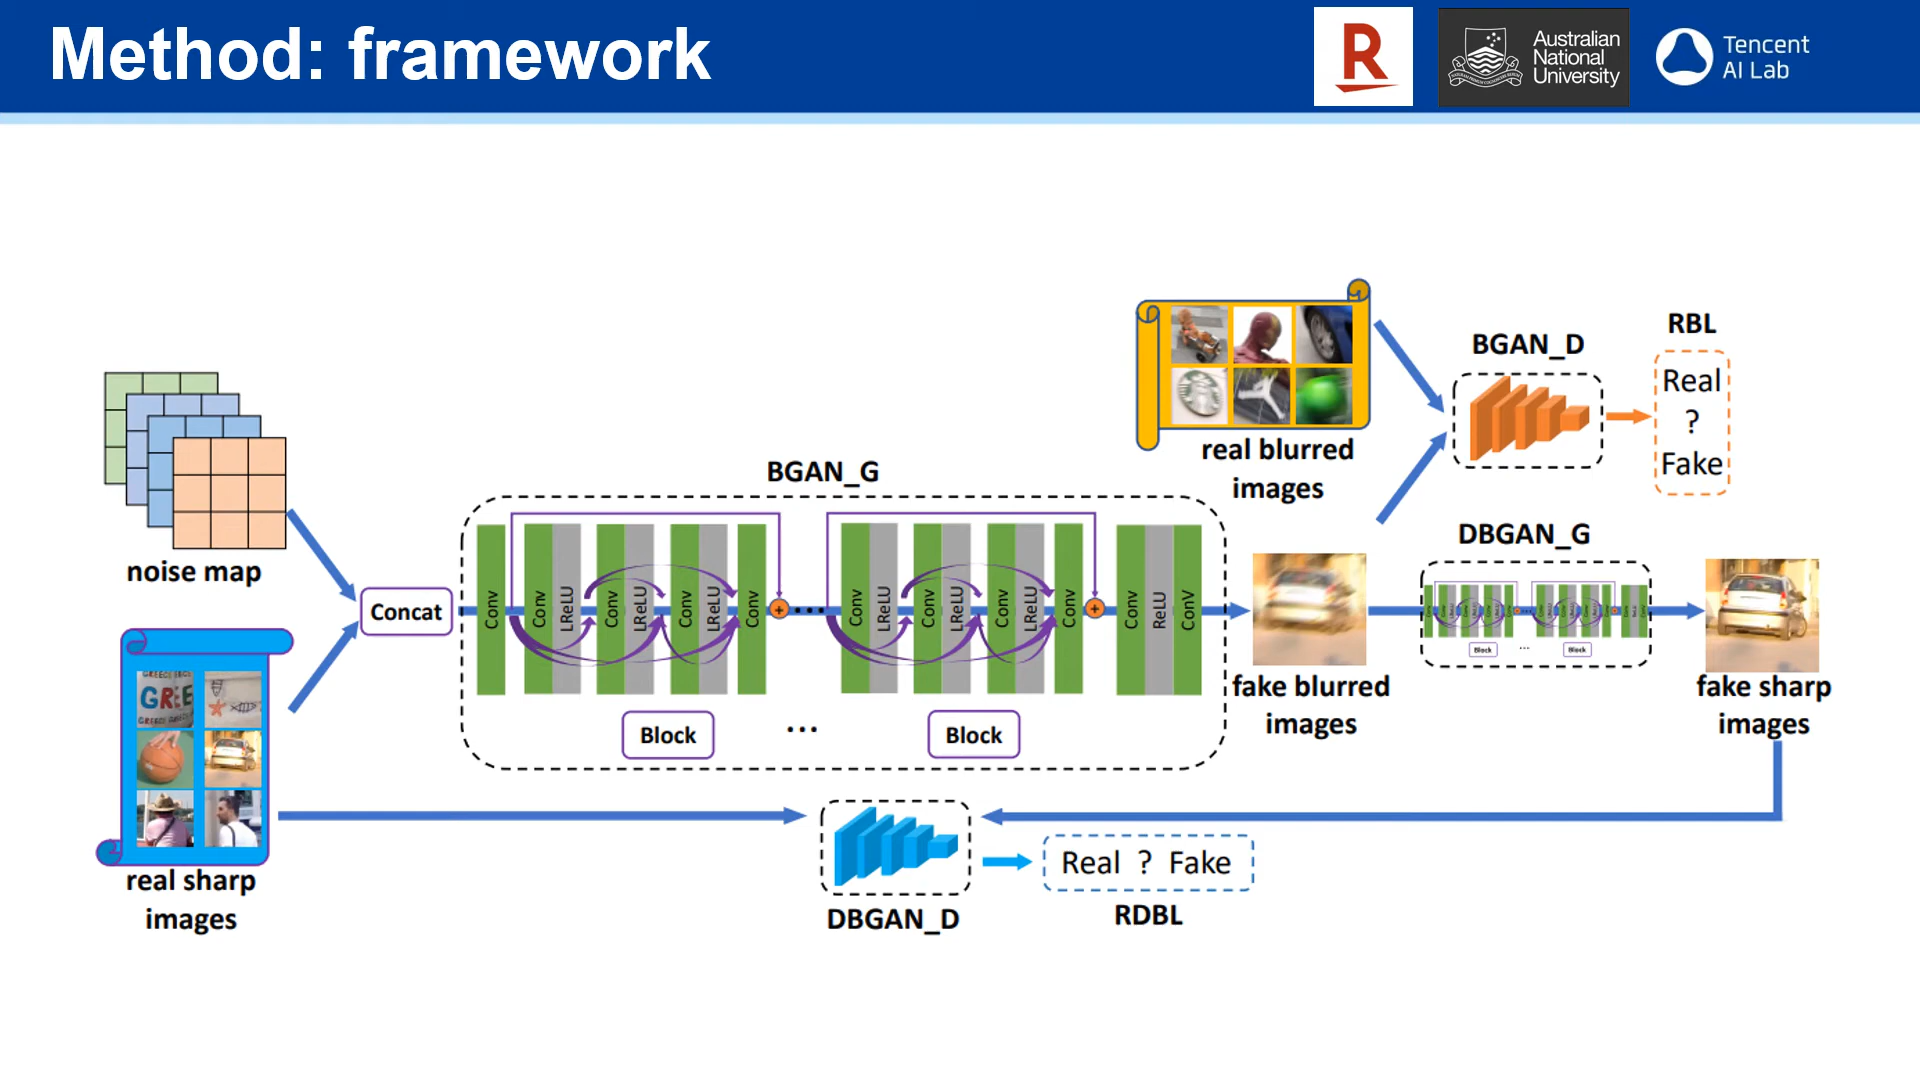 Method: framework
R
Australian
National
University
Tencent
AI Lab
noise map
Concat
GREE
GREECE
real sharp
images
BGAN_G
Conv
Conv
LReLU
Conv
LReLU
Conv
LReLU
Conv
+
...
Conv
LReLU
Conv
LReLU
Conv
LReLU
Conv
+
Conv
ReLU
ConV
Block
...
Block
real blurred
images
BGAN_D
RBL
Real
?
Fake
fake blurred
images
DBGAN_G
Block
...
Block
fake sharp
images
DBGAN_D
Real ? Fake
RDBL